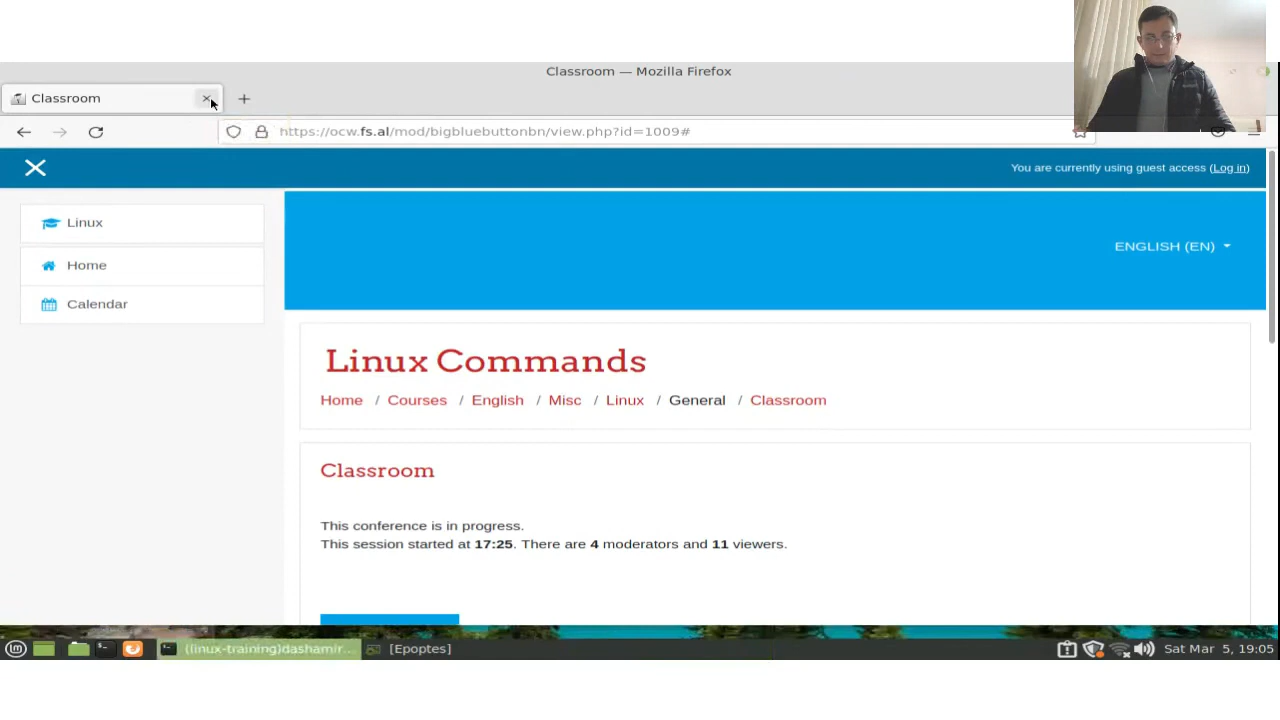 Classroom — Mozilla Firefox
Classroom
https://ocw.fs.al/mod/bigbluebuttonbn/view.php?id=1009#
You are currently using guest access (Log in)
Linux
Home
Calendar
ENGLISH (EN)
Linux Commands
Home / Courses / English / Misc / Linux / General / Classroom
Classroom
This conference is in progress.
This session started at 17:25. There are 4 moderators and 11 viewers.
(linux-training)dashamir...
[Epoptes]
Sat Mar 5, 19:05